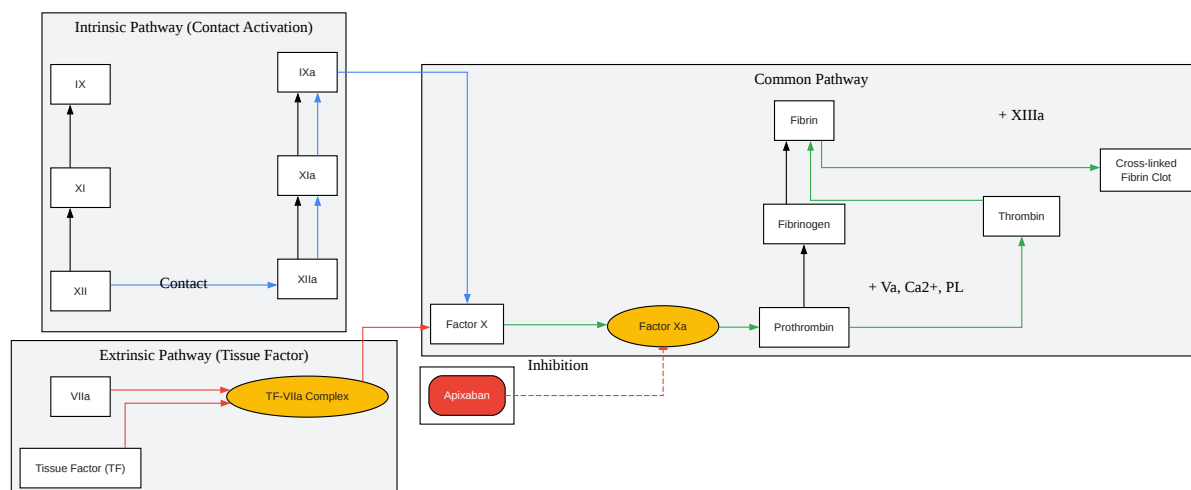 Intrinsic Pathway (Contact Activation)
IX
IXa
XI
XIa
XII
Contact
XIIa
Common Pathway
Fibrin
+ XIIIa
Cross-linked
Fibrin Clot
Fibrinogen
Thrombin
+ Va, Ca2+, PL
Factor X
Factor Xa
Prothrombin
Extrinsic Pathway (Tissue Factor)
VIIa
TF-VIIa Complex
Tissue Factor (TF)
Inhibition
Apixaban